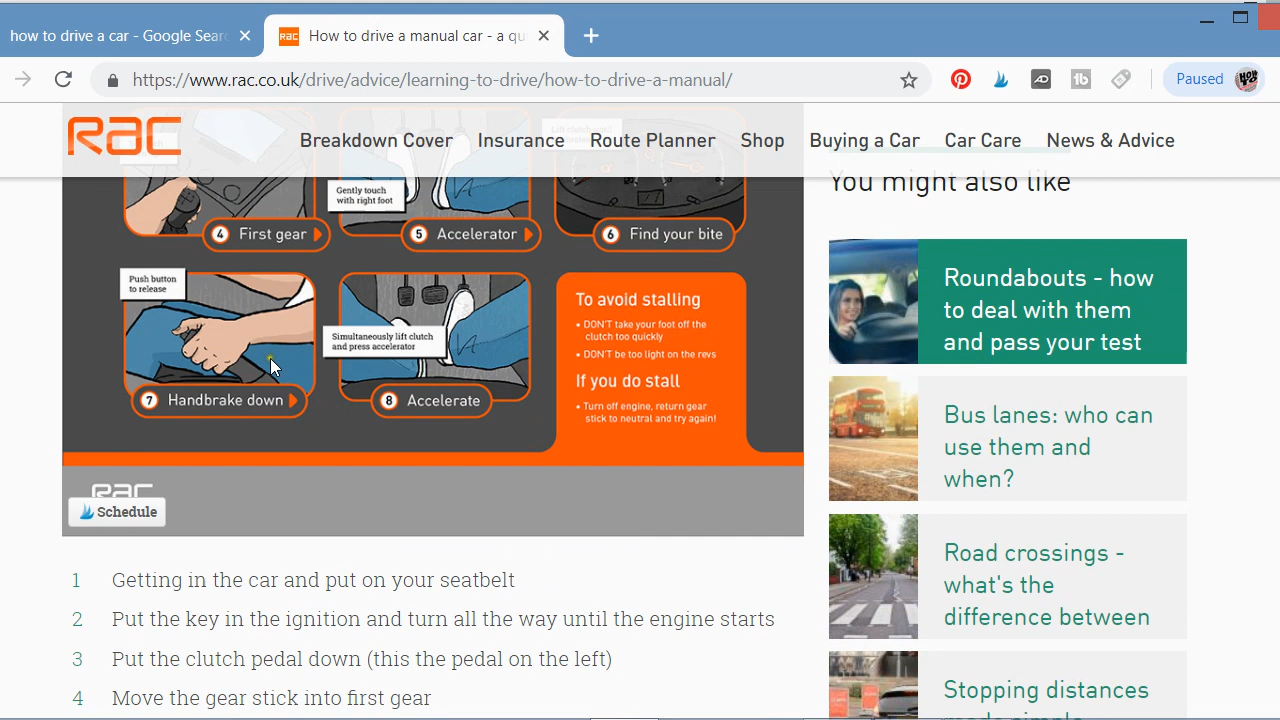 how to drive a car - Google Sear
RAC How to drive a manual car - a qu
https://www.rac.co.uk/drive/advice/learning-to-drive/how-to-drive-a-manual/
Paused
RAC
Breakdown Cover Insurance Route Planner Shop Buying a Car Car Care News & Advice
Gently touch
with right foot
4 First gear
5 Accelerator
6 Find your bite
Push button
to release
7 Handbrake down
Simultaneously lift clutch
and press accelerator
8 Accelerate
To avoid stalling
• DON'T take your foot off the
clutch too quickly
• DON'T be too light on the revs
If you do stall
• Turn off engine, return gear
stick to neutral and try again!
RAC
Schedule
1 Getting in the car and put on your seatbelt
2 Put the key in the ignition and turn all the way until the engine starts
3 Put the clutch pedal down (this the pedal on the left)
4 Move the gear stick into first gear
You might also like
Roundabouts - how
to deal with them
and pass your test
Bus lanes: who can
use them and
when?
Road crossings -
what's the
difference between
Stopping distances
made simple